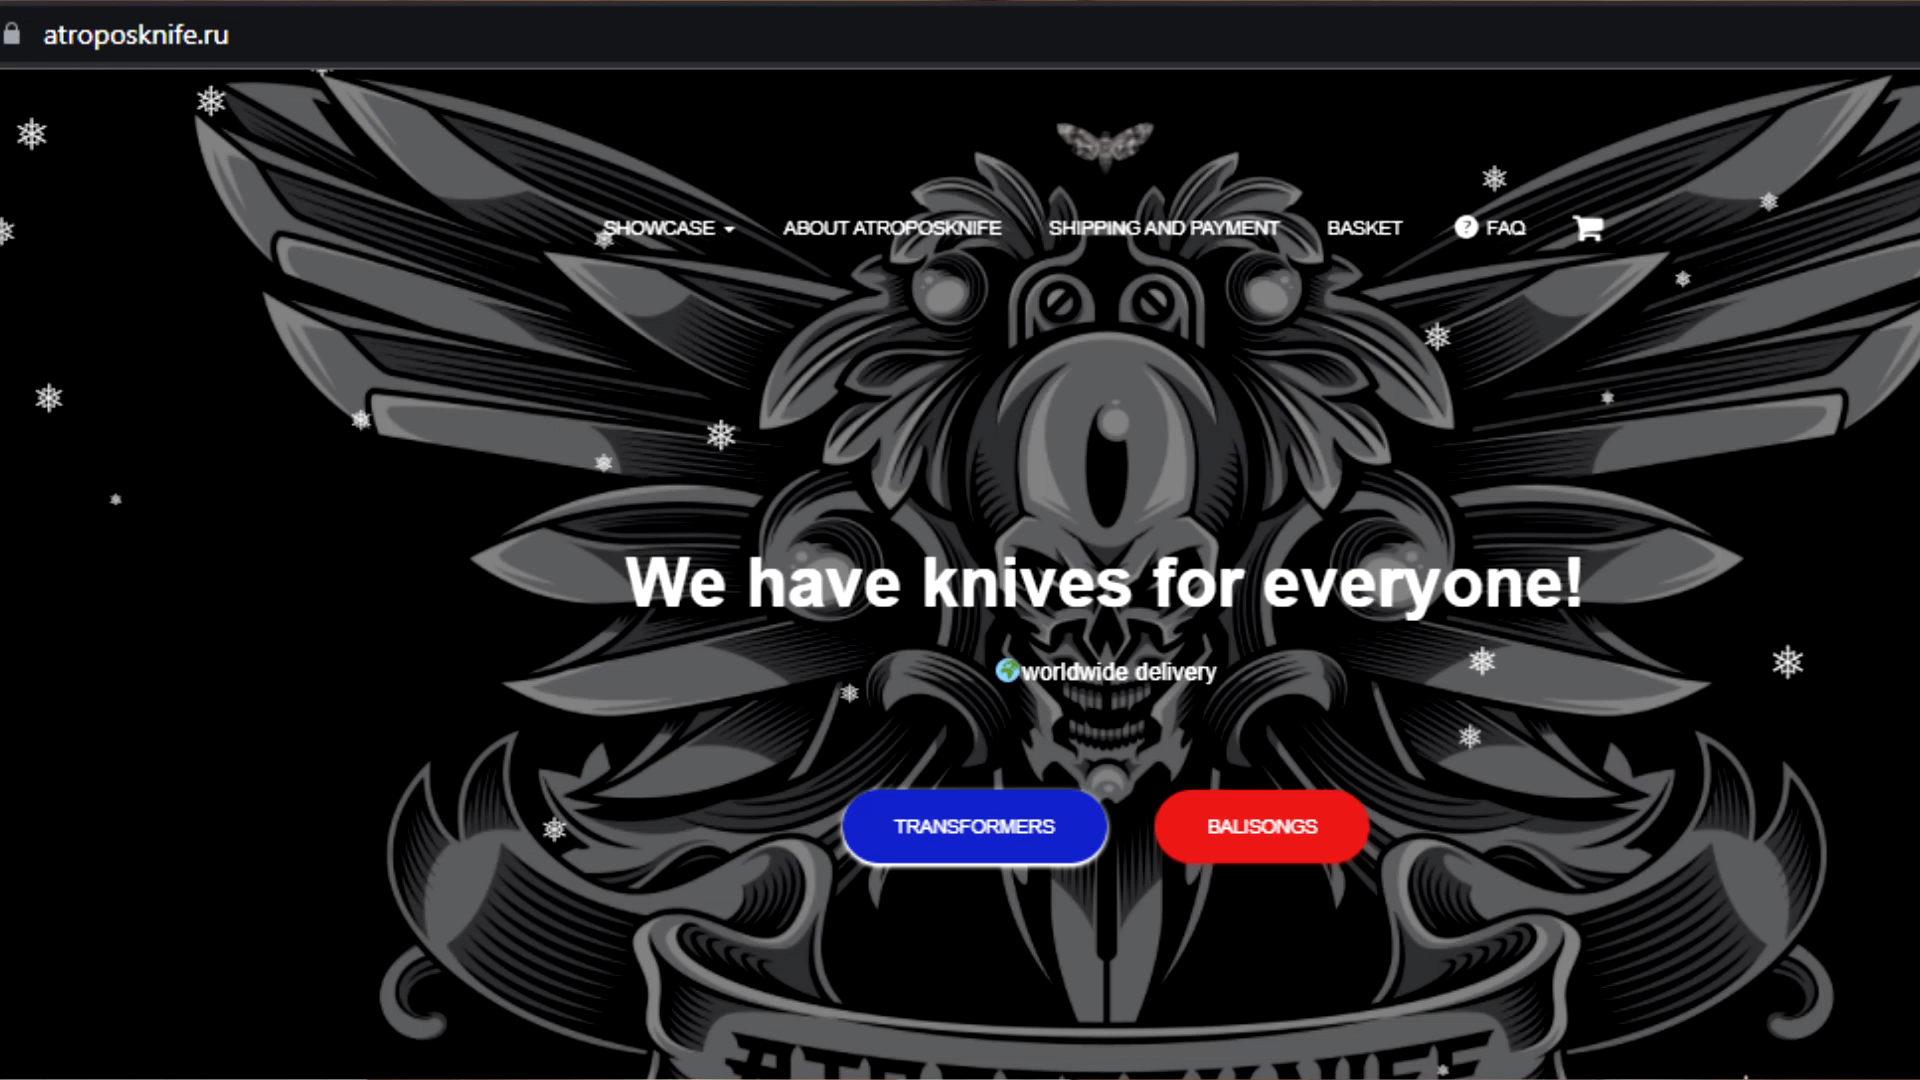 atroposknife.ru
SHOWCASE ABOUT ATROPOSKNIFE SHIPPING AND PAYMENT BASKET ? FAQ
We have knives for everyone!
worldwide delivery
TRANSFORMERS BALISONGS